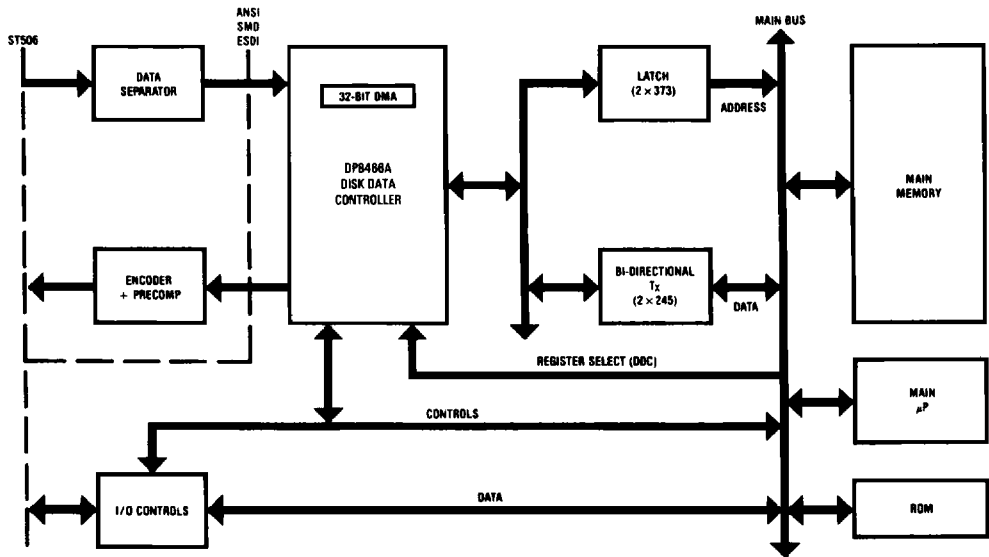 ANSI
SMD
ESDI
ST506
MAIN BUS
DATA
SEPARATOR
32-BIT DMA
LATCH
(2 × 373)
ADDRESS
DP8466A
DISK DATA
CONTROLLER
MAIN
MEMORY
ENCODER
+ PRECOMP
BI-DIRECTIONAL
TX
(2 × 245)
DATA
REGISTER SELECT (DDC)
MAIN
μP
CONTROLS
I/O CONTROLS
DATA
ROM